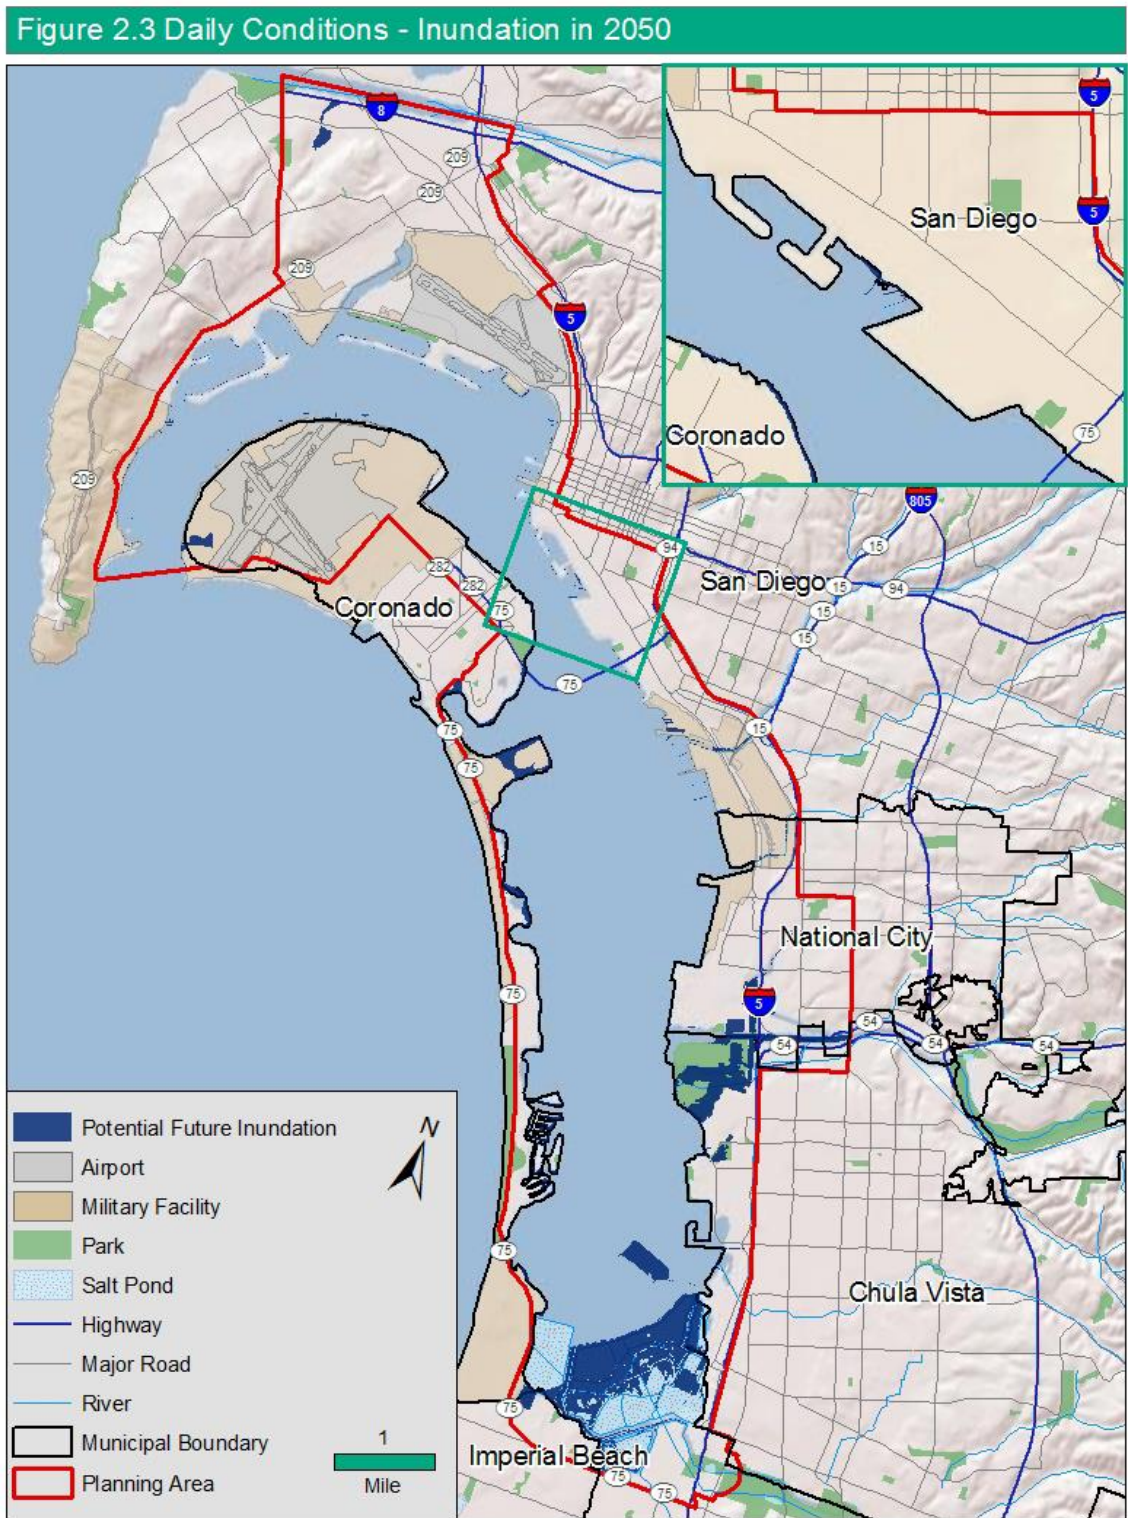 Figure 2.3 Daily Conditions - Inundation in 2050
8
5
209
209
5
San Diego
209
5
75
Coronado
209
805
94
15
282
San Diego
15
94
282
Coronado
75
15
15
75
75
15
75
National City
75
5
54
54
54
54
Potential Future Inundation
N
Airport
Military Facility
Park
75
Salt Pond
Chula Vista
Highway
Major Road
River
75
Municipal Boundary
1
Imperial Beach
Planning Area
Mile
75
75